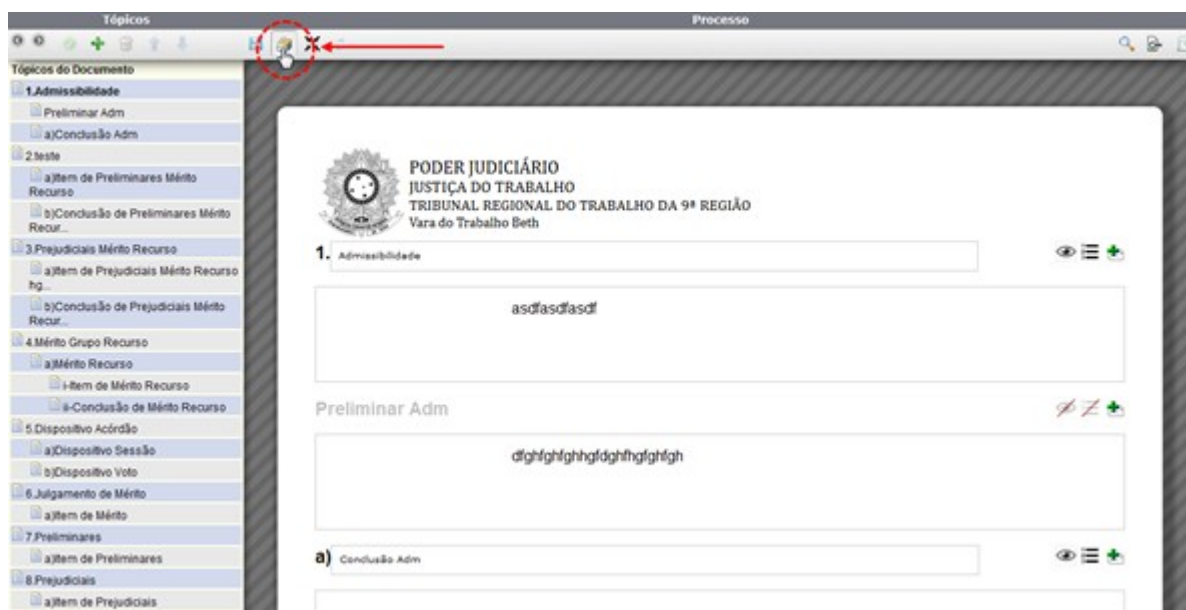 Tópicos
Processo
Tópicos do Documento
1.Admissibilidade
Preliminar Adm
a)Conclusão Adm
2.teste
a)Item de Preliminares Mérito
Recurso
b)Conclusão de Preliminares Mérito
Recur...
3.Prejudiciais Mérito Recurso
a)Item de Prejudiciais Mérito Recurso
hg...
b)Conclusão de Prejudiciais Mérito
Recur...
4.Mérito Grupo Recurso
a)Mérito Recurso
i-Item de Mérito Recurso
ii-Conclusão de Mérito Recurso
5.Dispositivo Acórdão
a)Dispositivo Sessão
b)Dispositivo Voto
6.Julgamento de Mérito
a)Item de Mérito
7.Preliminares
a)Item de Preliminares
8.Prejudiciais
a)Item de Prejudiciais
PODER JUDICIÁRIO
JUSTIÇA DO TRABALHO
TRIBUNAL REGIONAL DO TRABALHO DA 9ª REGIÃO
Vara do Trabalho Beth
1. Admissibilidade
asdfasdfasdf
Preliminar Adm
dfghfghfghhgfdghfhgfghfgh
a) Conclusão Adm